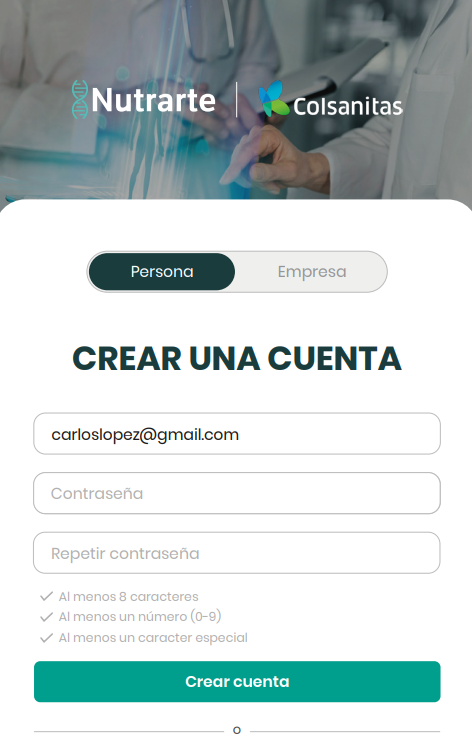 Nutrarte
Colsanitas
Persona
Empresa
CREAR UNA CUENTA
carloslopez@gmail.com
Contraseña
Repetir contraseña
Al menos 8 caracteres
Al menos un número (0-9)
Al menos un caracter especial
Crear cuenta
o